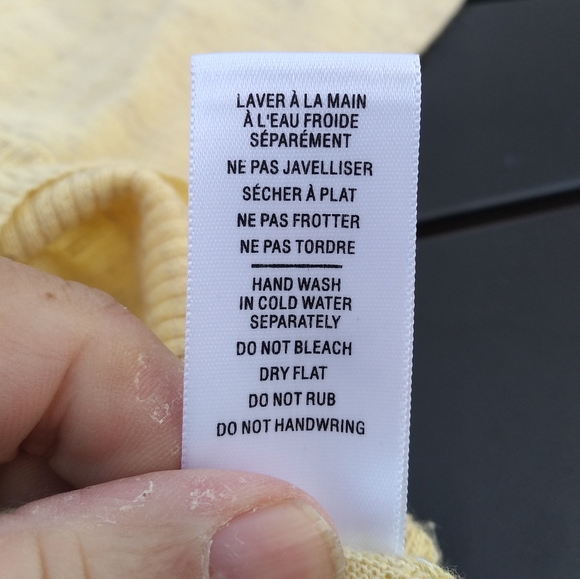 LAVER À LA MAIN
À L'EAU FROIDE
SÉPARÉMENT
NE PAS JAVELLISER
SÉCHER À PLAT
NE PAS FROTTER
NE PAS TORDRE
HAND WASH
IN COLD WATER
SEPARATELY
DO NOT BLEACH
DRY FLAT
DO NOT RUB
DO NOT HANDWRING